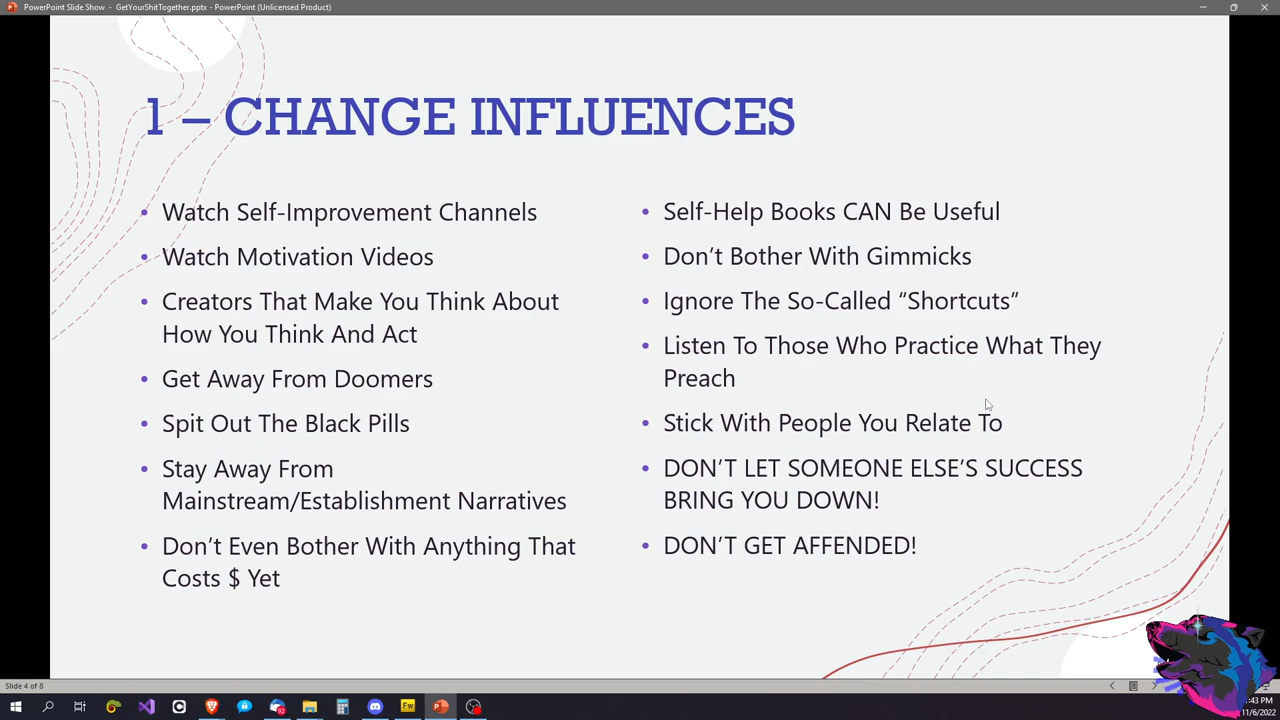 PowerPoint Slide Show - GetYourShitTogether.pptx - PowerPoint (Unlicensed Product)
1 – CHANGE INFLUENCES
• Watch Self-Improvement Channels
• Watch Motivation Videos
• Creators That Make You Think About
How You Think And Act
• Get Away From Doomers
• Spit Out The Black Pills
• Stay Away From
Mainstream/Establishment Narratives
• Don’t Even Bother With Anything That
Costs $ Yet
• Self-Help Books CAN Be Useful
• Don’t Bother With Gimmicks
• Ignore The So-Called “Shortcuts”
• Listen To Those Who Practice What They
Preach
• Stick With People You Relate To
• DON’T LET SOMEONE ELSE’S SUCCESS
BRING YOU DOWN!
• DON’T GET AFFENDED!
Slide 4 of 8
Fw
:43 PM
11/6/2022